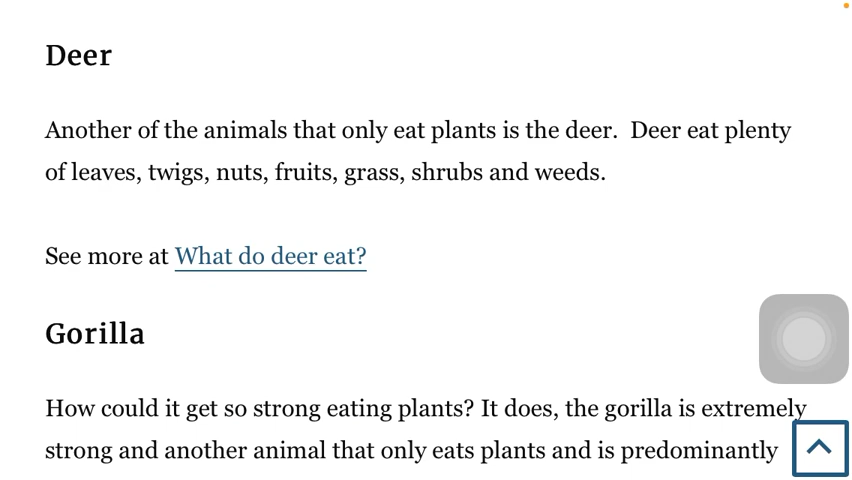 Deer
Another of the animals that only eat plants is the deer.  Deer eat plenty
of leaves, twigs, nuts, fruits, grass, shrubs and weeds.
See more at What do deer eat?
Gorilla
How could it get so strong eating plants? It does, the gorilla is extremely
strong and another animal that only eats plants and is predominantly